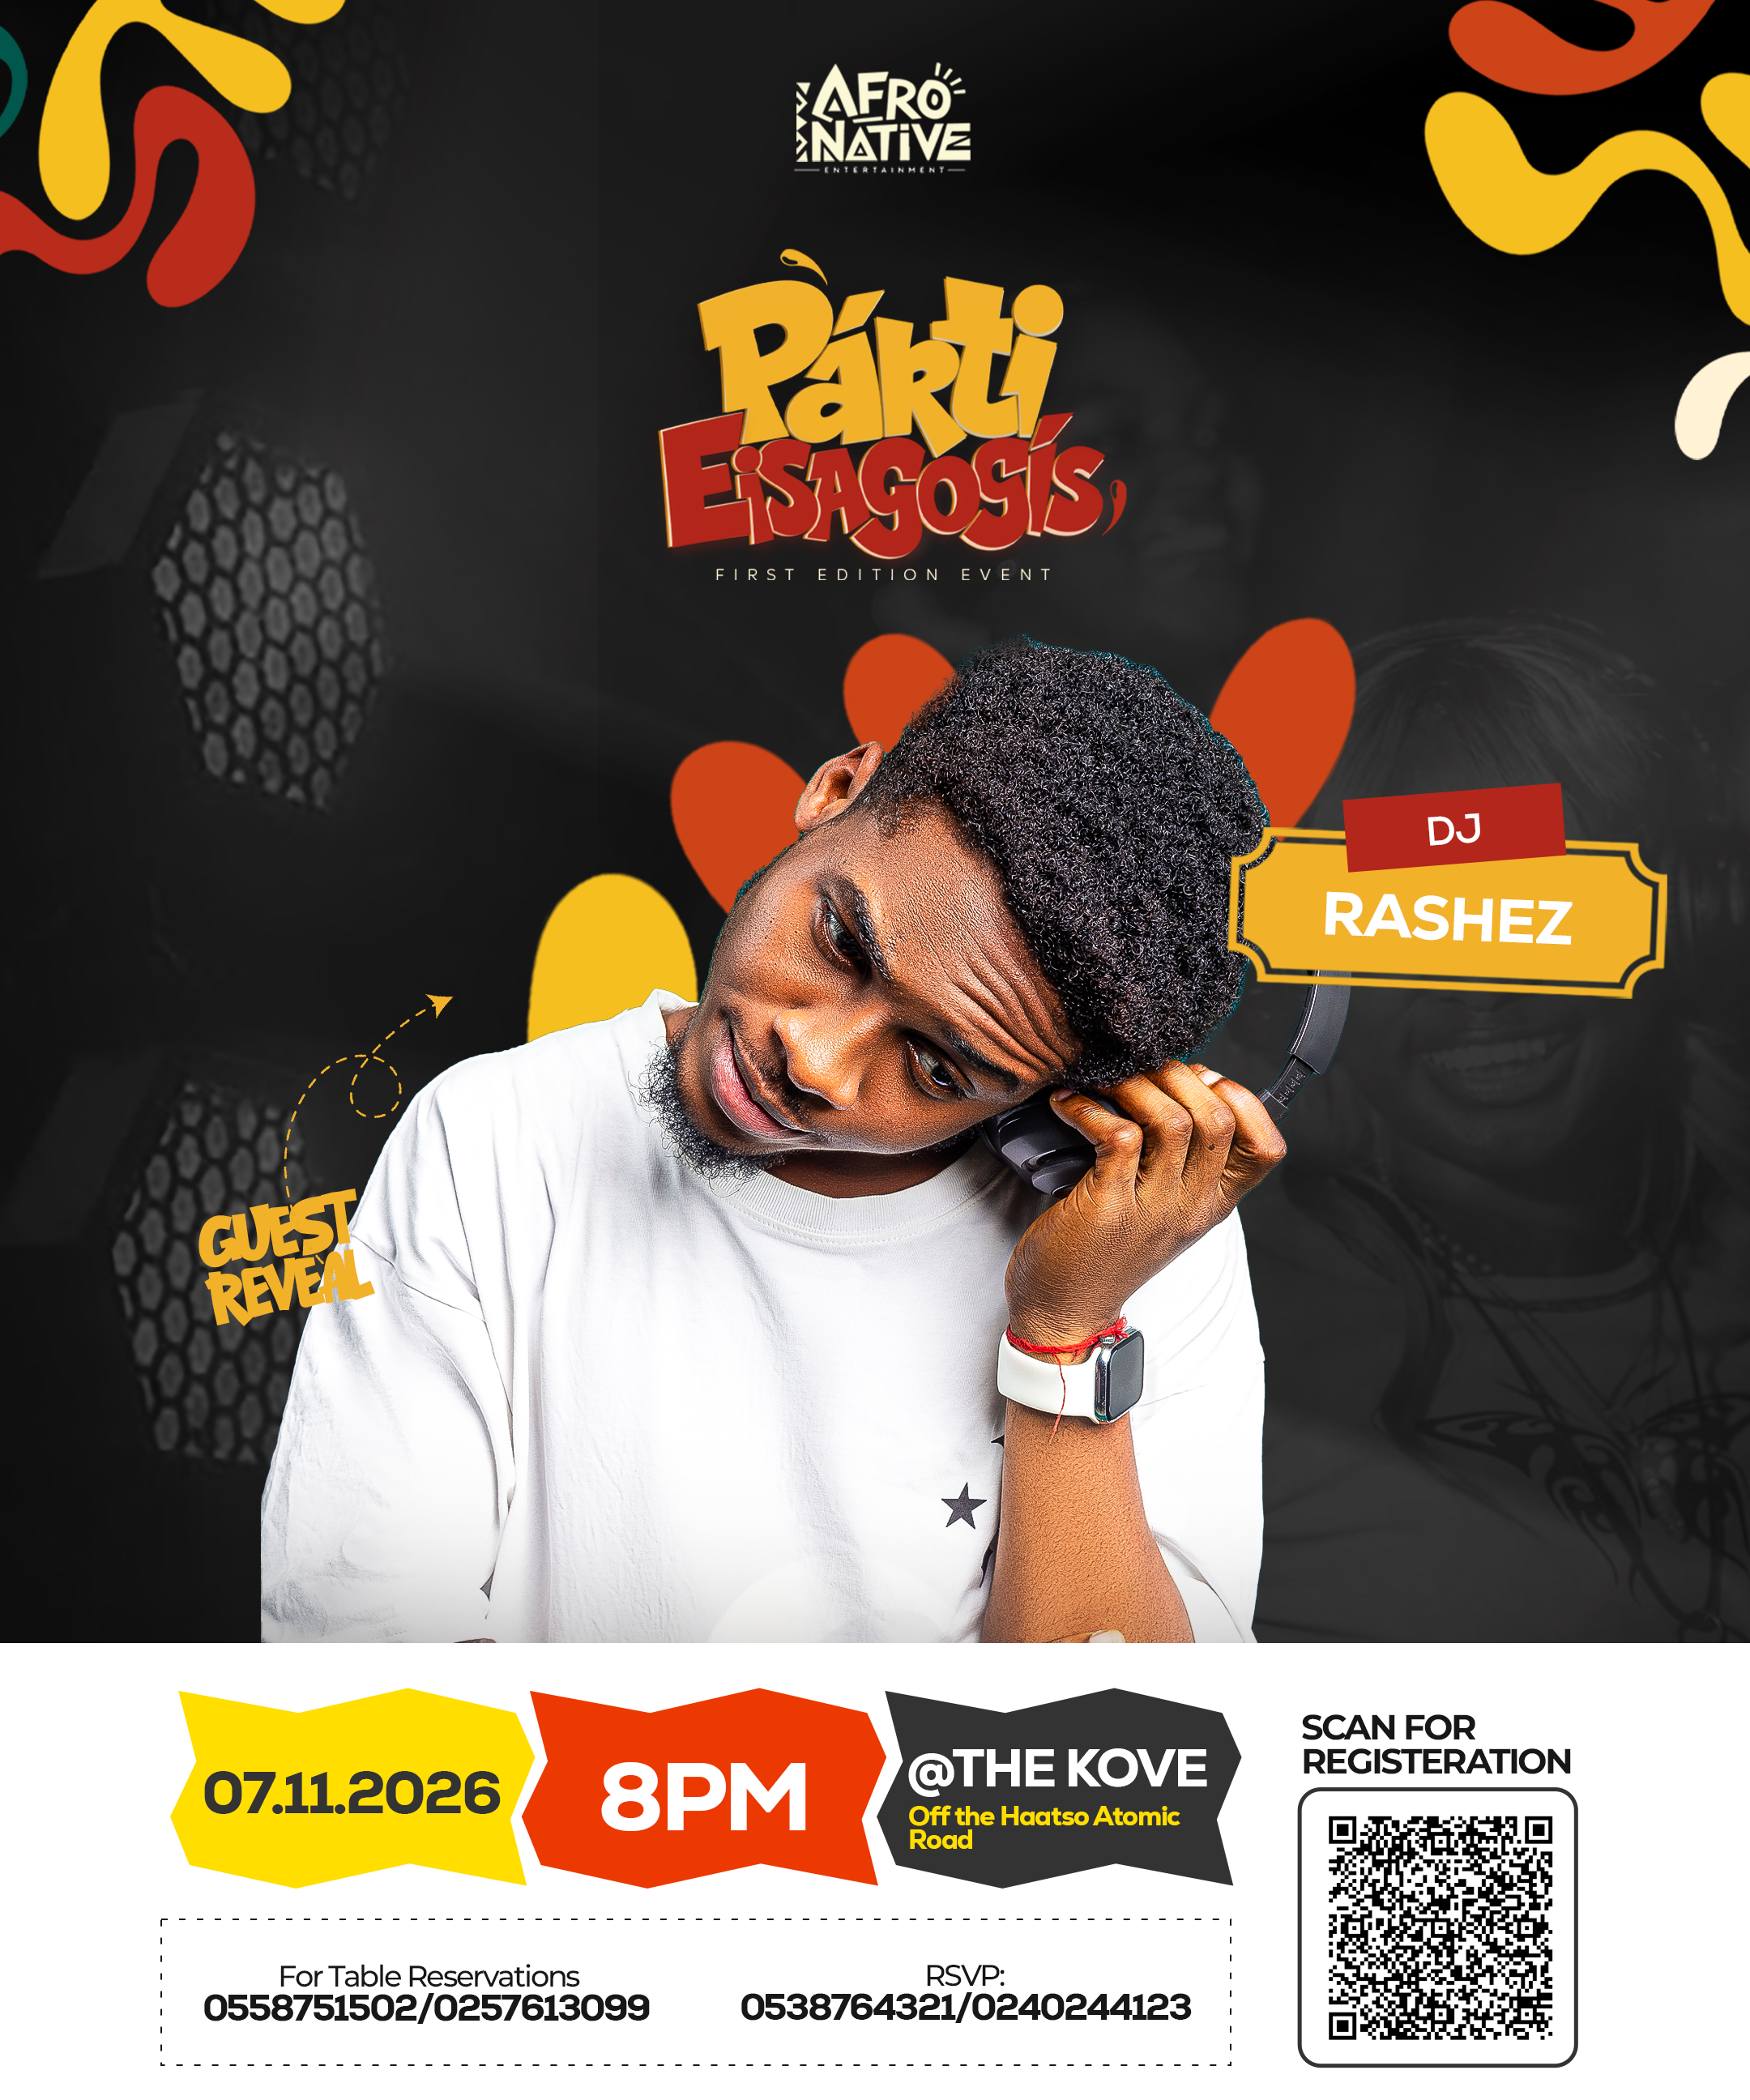 AFRO
NATIVE
ENTERTAINMENT
Párti
Eisagogís
FIRST EDITION EVENT
DJ
RASHEZ
GUEST
REVEAL
07.11.2026
8PM
@THE KOVE
Off the Haatso Atomic
Road
SCAN FOR
REGISTERATION
For Table Reservations
0558751502/0257613099
RSVP:
0538764321/0240244123